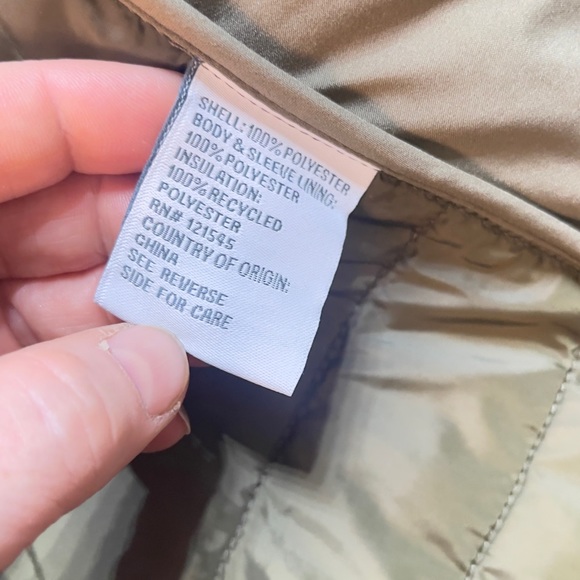 SHELL: 100% POLYESTER
BODY & SLEEVE LINING:
100% POLYESTER
INSULATION:
100% RECYCLED
POLYESTER
RN# 121545
COUNTRY OF ORIGIN:
CHINA
SEE REVERSE
SIDE FOR CARE